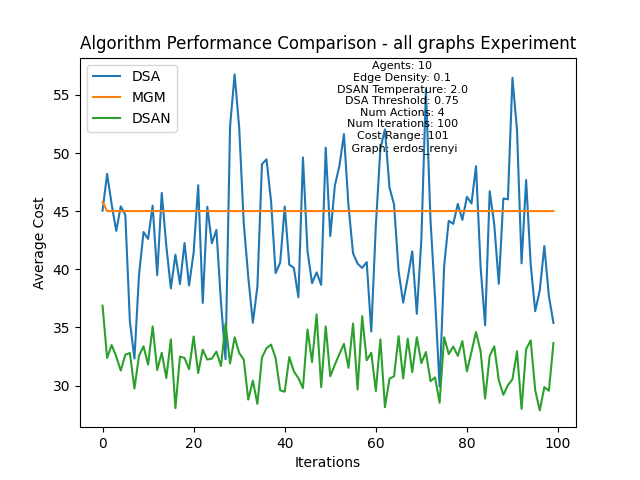 Algorithm Performance Comparison - all graphs Experiment
DSA
MGM
DSAN
Agents: 10
Edge Density: 0.1
DSAN Temperature: 2.0
DSA Threshold: 0.75
Num Actions: 4
Num Iterations: 100
Cost Range: 101
Graph: erdos_renyi
Average Cost
55
50
45
40
35
30
0 20 40 60 80 100
Iterations